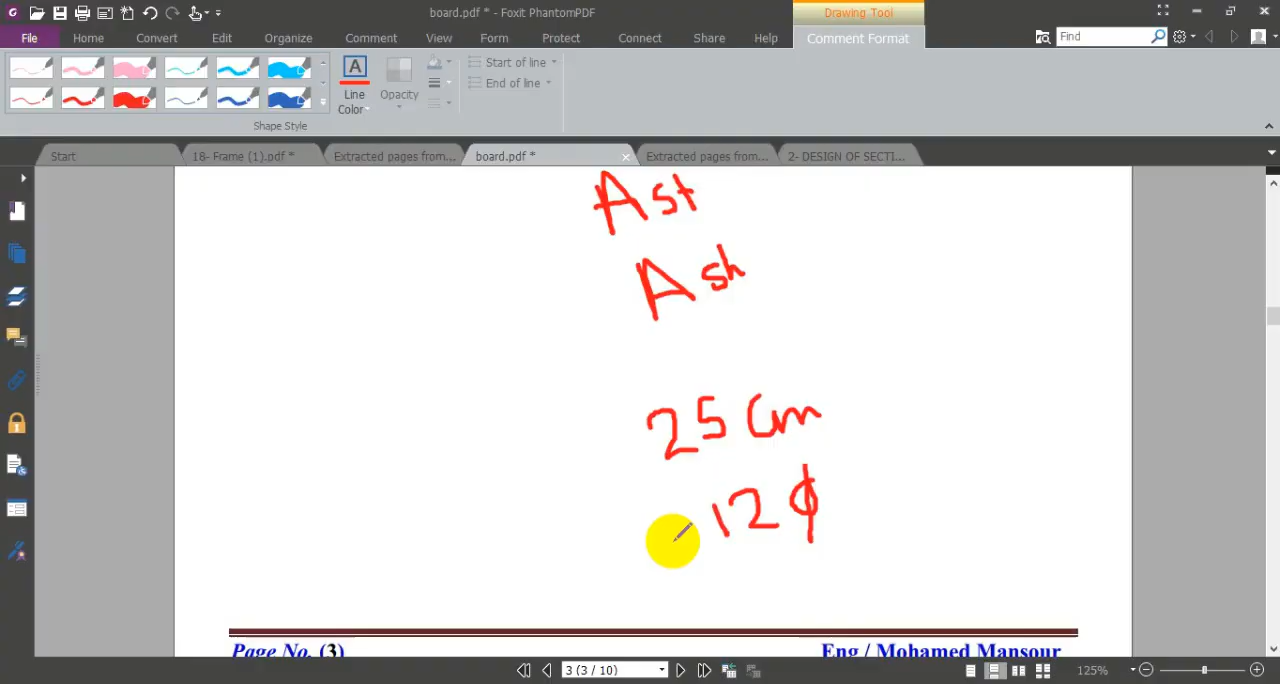 board.pdf * - Foxit PhantomPDF
Drawing Tool
File Home Convert Edit Organize Comment View Form Protect Connect Share Help Comment Format
Find
Line Color
Opacity
Start of line
End of line
Shape Style
Start 18- Frame (1).pdf * Extracted pages from... board.pdf * Extracted pages from... 2- DESIGN OF SECTI...
Ast
Ash
25 Cm
12 ϕ
Page No. (3) Eng / Mohamed Mansour
3 (3 / 10) 125%